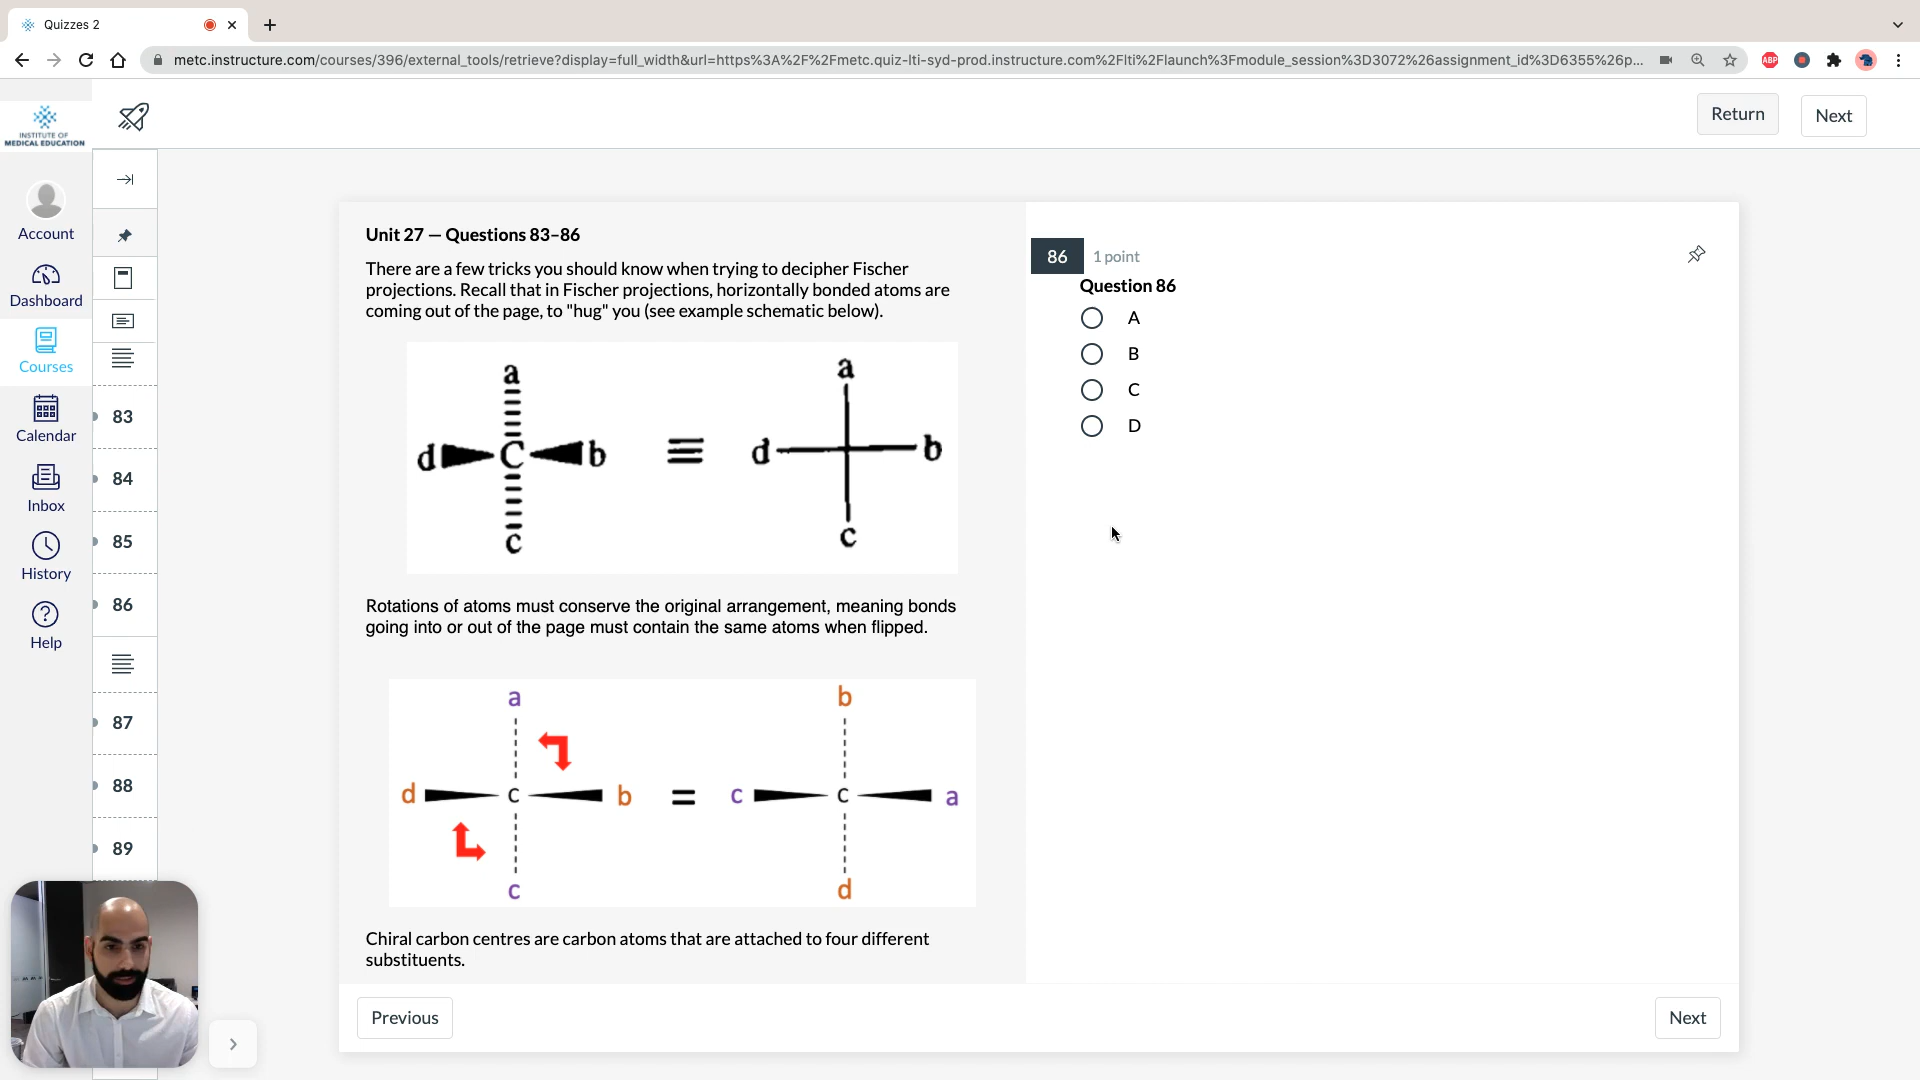 Quizzes 2
metc.instructure.com/courses/396/external_tools/retrieve?display=full_width&url=https%3A%2F%2Fmetc.quiz-lti-syd-prod.instructure.com%2Flti%2Flaunch%3Fmodule_session%3D3072%26assignment_id%3D6355%26p...
ABP
INSTITUTE OF
MEDICAL EDUCATION
Return
Next
Account
Dashboard
Courses
Calendar
Inbox
History
Help
83
84
85
86
87
88
89
Unit 27 — Questions 83–86
There are a few tricks you should know when trying to decipher Fischer
projections. Recall that in Fischer projections, horizontally bonded atoms are
coming out of the page, to "hug" you (see example schematic below).
a a
d C b ≡ d b
c c
Rotations of atoms must conserve the original arrangement, meaning bonds
going into or out of the page must contain the same atoms when flipped.
a b
d c b = c c a
c d
Chiral carbon centres are carbon atoms that are attached to four different
substituents.
86 1 point
Question 86
A
B
C
D
Previous
Next